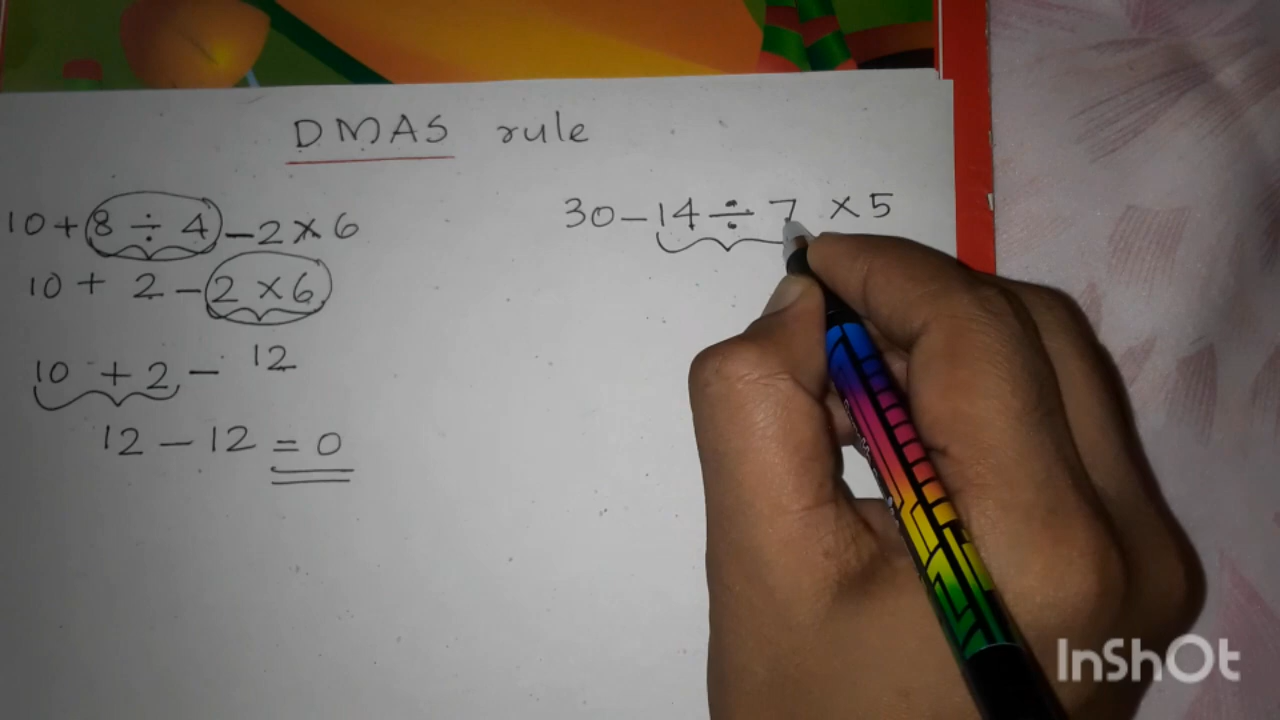 DMAS rule
10 + 8 ÷ 4 - 2 × 6
10 + 2 - 2 × 6
10 + 2 - 12
12 - 12 = 0
30 - 14 ÷ 7 × 5
InShOt